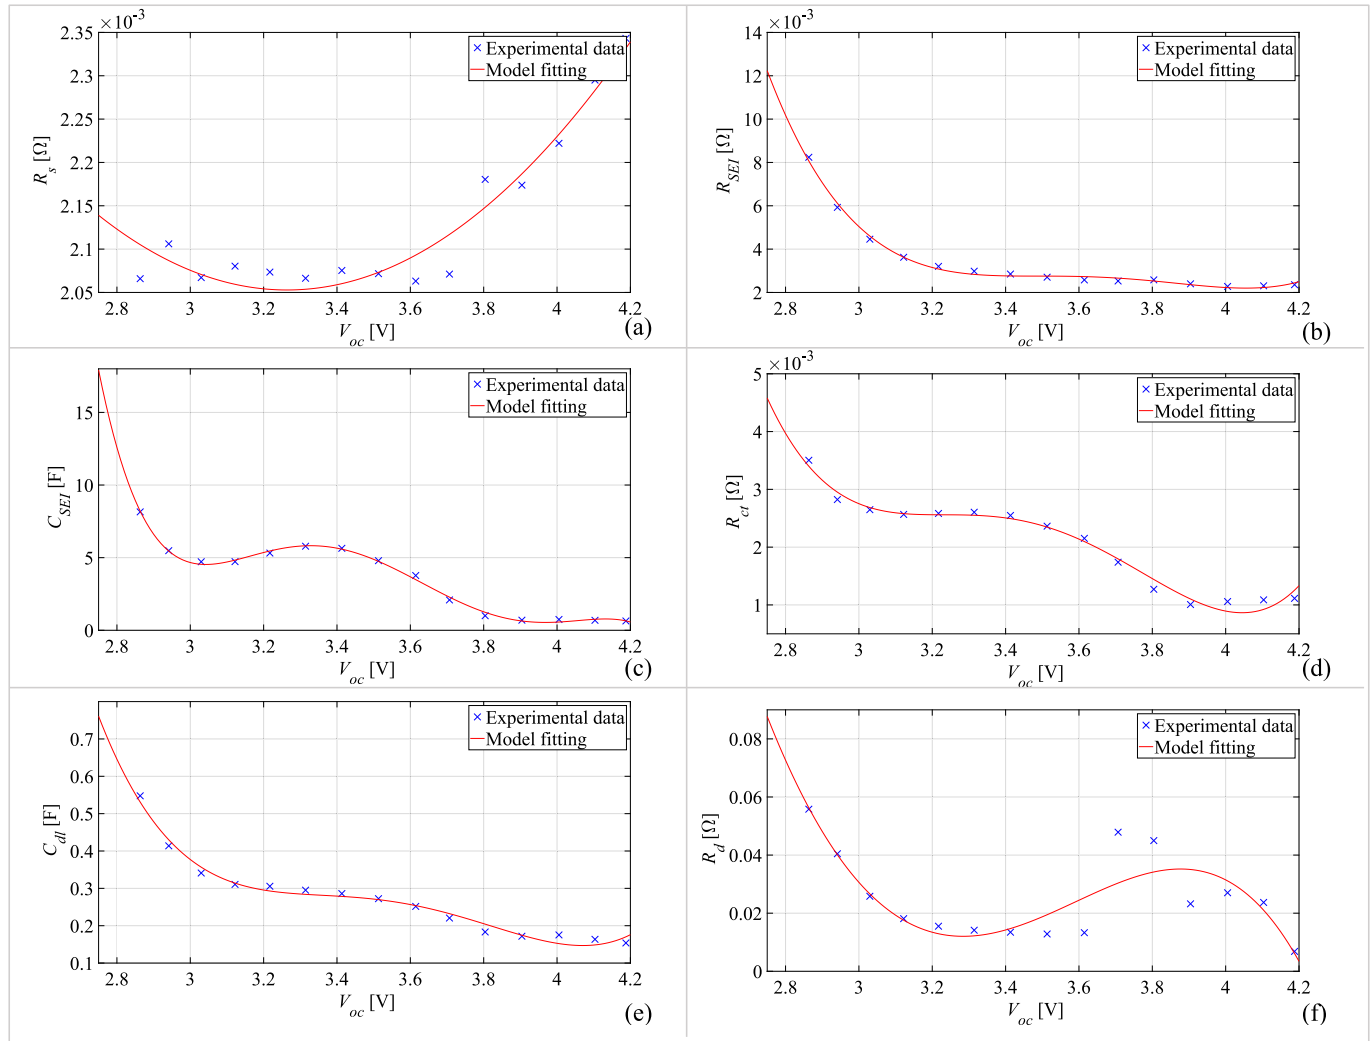 ×10⁻³
2.35
2.3
2.25
2.2
2.15
2.1
2.05
R_s [Ω]
Experimental data
Model fitting
2.8 3 3.2 3.4 3.6 3.8 4 4.2
V_oc [V]
(a)
×10⁻³
14
12
10
8
6
4
2
R_SEI [Ω]
Experimental data
Model fitting
2.8 3 3.2 3.4 3.6 3.8 4 4.2
V_oc [V]
(b)
15
10
5
0
C_SEI [F]
Experimental data
Model fitting
2.8 3 3.2 3.4 3.6 3.8 4 4.2
V_oc [V]
(c)
×10⁻³
5
4
3
2
1
R_ct [Ω]
Experimental data
Model fitting
2.8 3 3.2 3.4 3.6 3.8 4 4.2
V_oc [V]
(d)
0.7
0.6
0.5
0.4
0.3
0.2
0.1
C_dl [F]
Experimental data
Model fitting
2.8 3 3.2 3.4 3.6 3.8 4 4.2
V_oc [V]
(e)
0.08
0.06
0.04
0.02
0
R_d [Ω]
Experimental data
Model fitting
2.8 3 3.2 3.4 3.6 3.8 4 4.2
V_oc [V]
(f)